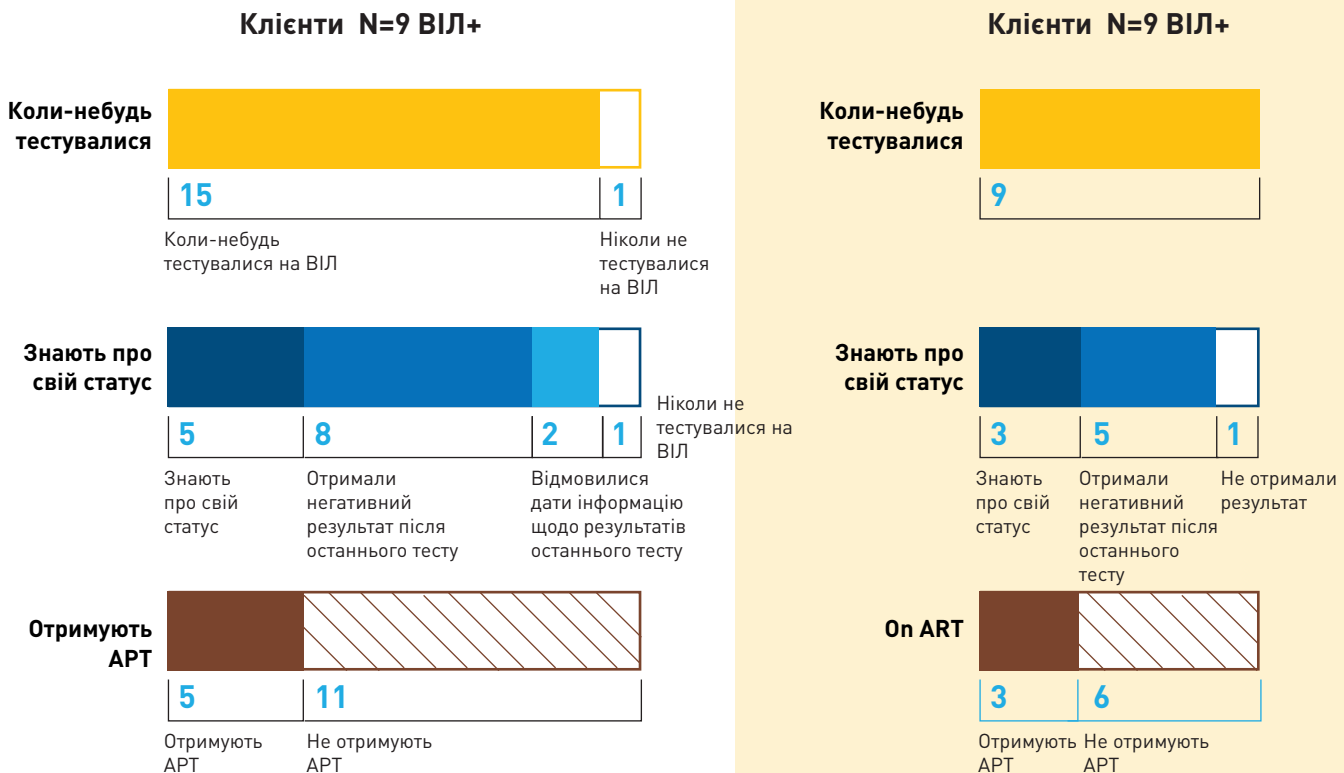 Клієнти N=9 ВІЛ+
Коли-небудь
тестувалися
15
1
Коли-небудь
тестувалися на ВІЛ
Ніколи не
тестувалися
на ВІЛ
Знають про
свій статус
5
8
2
1
Ніколи не
тестувалися на
ВІЛ
Знають
про свій
статус
Отримали
негативний
результат після
останнього тесту
Відмовилися
дати інформацію
щодо результатів
останнього тесту
Отримують
АРТ
5
11
Отримують
АРТ
Не отримують
АРТ
Клієнти N=9 ВІЛ+
Коли-небудь
тестувалися
9
Знають про
свій статус
3
5
1
Знають
про свій
статус
Отримали
негативний
результат після
останнього
тесту
Не отримали
результат
On ART
3
6
Отримують
АРТ
Не отримують
АРТ